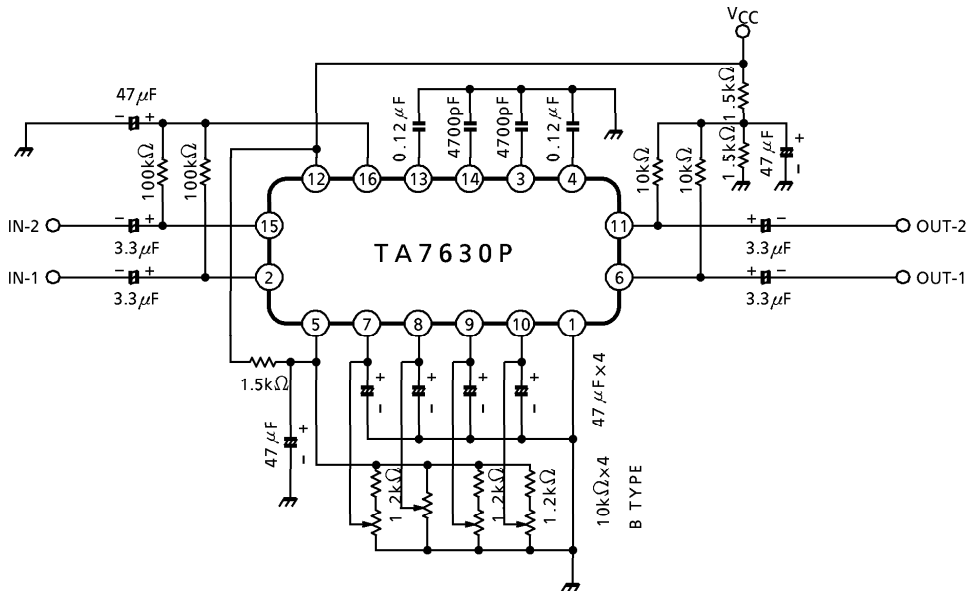 VCC
47μF
100kΩ
100kΩ
0.12μF
4700pF
4700pF
0.12μF
1.5kΩ
1.5kΩ
47μF
10kΩ
10kΩ
12
16
13
14
3
4
IN-2
3.3μF
15
TA7630P
11
3.3μF
OUT-2
IN-1
3.3μF
2
6
3.3μF
OUT-1
5
7
8
9
10
1
1.5kΩ
47μF
47μF×4
1.2kΩ
1.2kΩ
1.2kΩ
10kΩ×4
B TYPE